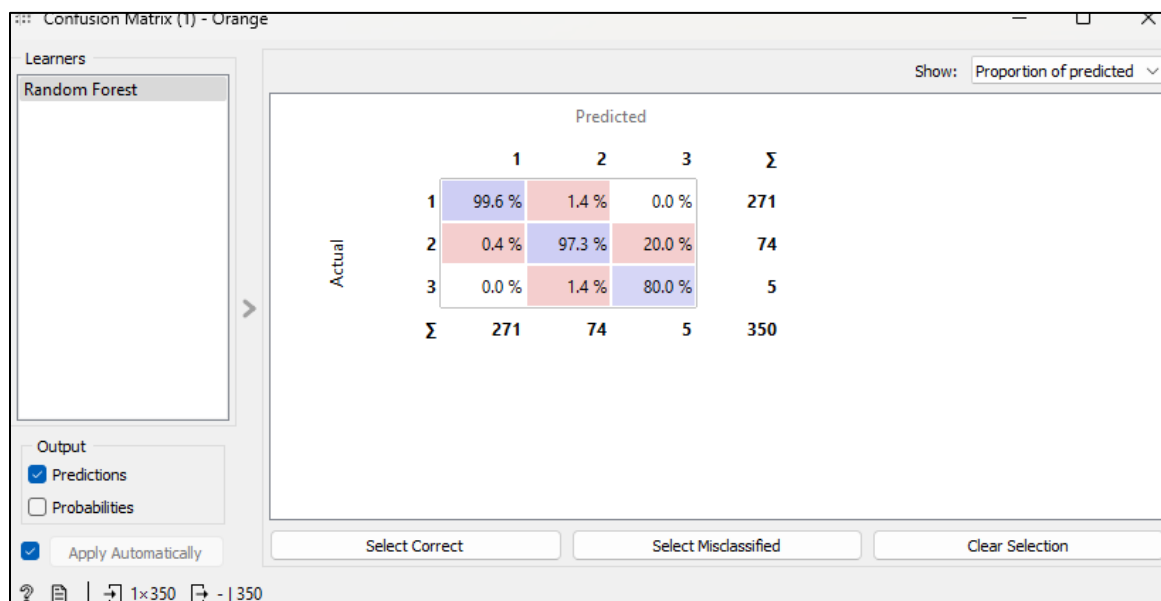 Confusion Matrix (1) - Orange
Learners
Random Forest
Show: Proportion of predicted
Predicted
1 2 3 Σ
1 99.6 % 1.4 % 0.0 % 271
2 0.4 % 97.3 % 20.0 % 74
3 0.0 % 1.4 % 80.0 % 5
Σ 271 74 5 350
Actual
Output
Predictions
Probabilities
Apply Automatically
Select Correct Select Misclassified Clear Selection
? 1×350 - | 350